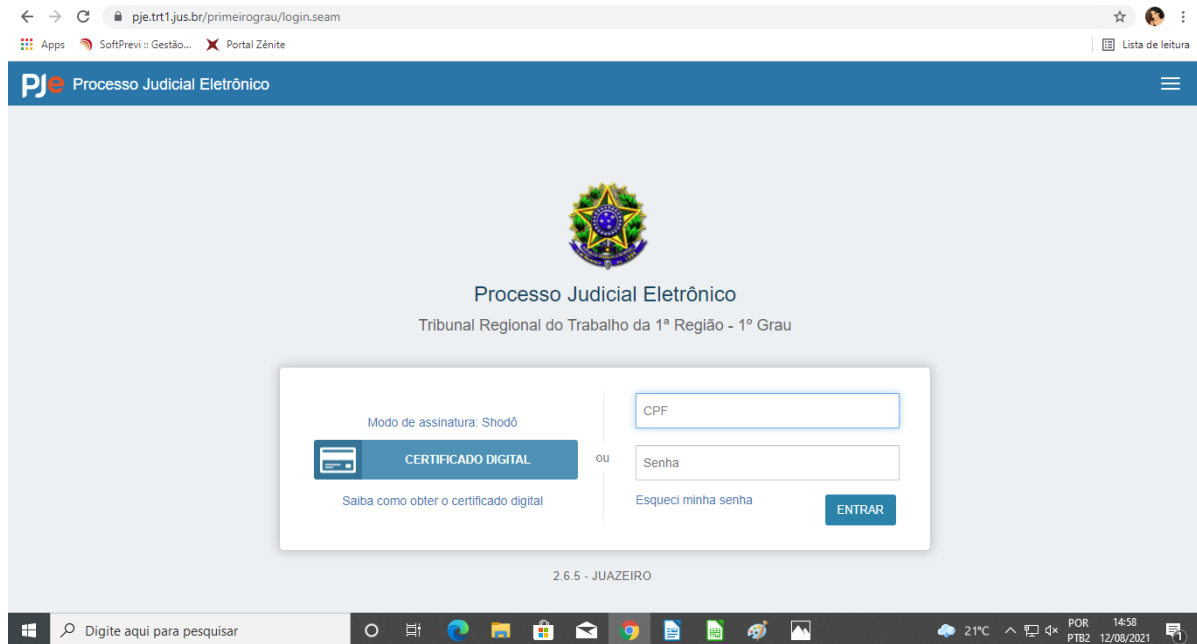 pje.trt1.jus.br/primeirograu/login.seam
Apps SoftPrevi :: Gestão... Portal Zênite Lista de leitura
PJe Processo Judicial Eletrônico
Processo Judicial Eletrônico
Tribunal Regional do Trabalho da 1ª Região - 1º Grau
CPF
Modo de assinatura: Shodô
CERTIFICADO DIGITAL
ou
Senha
Saiba como obter o certificado digital
Esqueci minha senha
ENTRAR
2.6.5 - JUAZEIRO
Digite aqui para pesquisar
21°C
POR
PTB2
14:58
12/08/2021
1